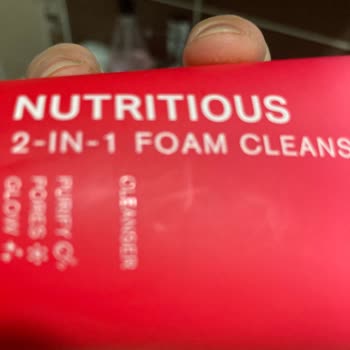 NUTRITIOUS
2-IN-1 FOAM CLEANS
CLEANSER
PURIFY
PORES
GLOW